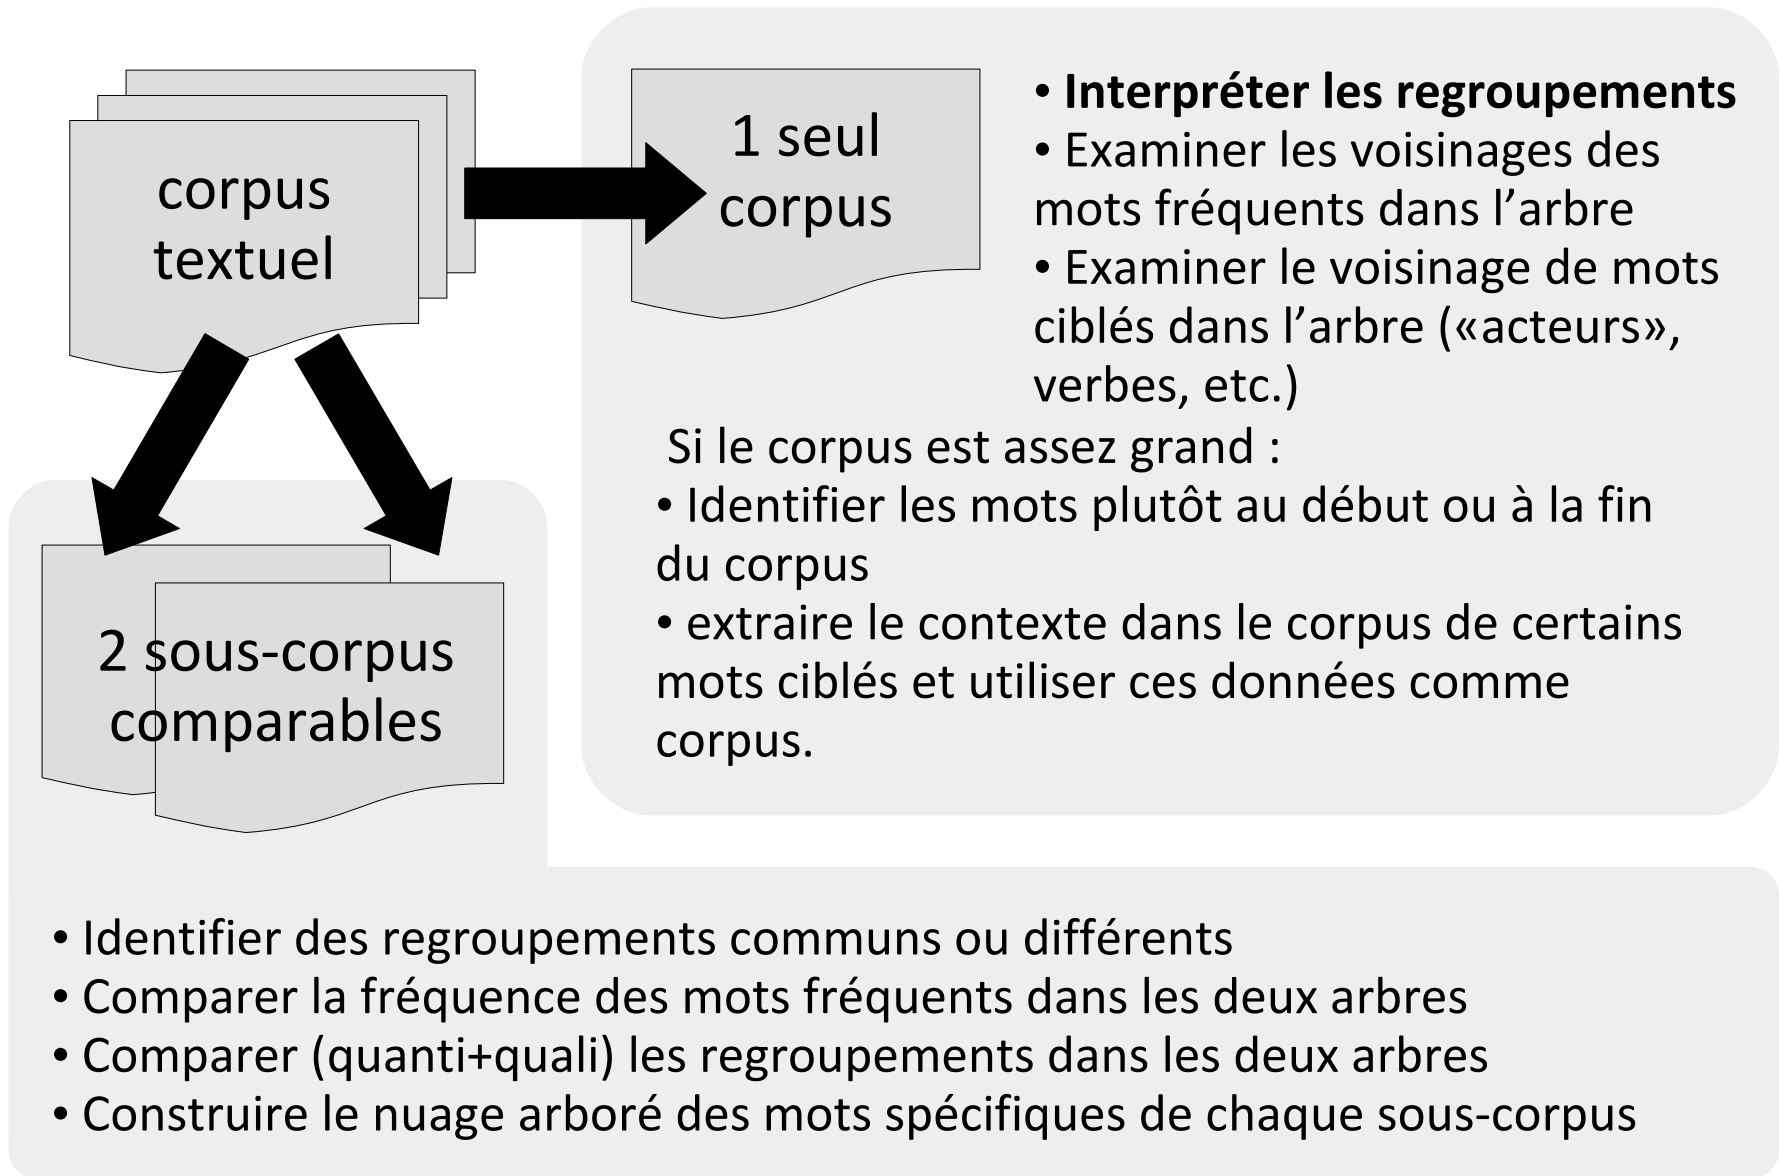 corpus
textuel
1 seul
corpus
• Interpréter les regroupements
• Examiner les voisinages des
mots fréquents dans l’arbre
• Examiner le voisinage de mots
ciblés dans l’arbre («acteurs»,
verbes, etc.)
Si le corpus est assez grand :
• Identifier les mots plutôt au début ou à la fin
du corpus
• extraire le contexte dans le corpus de certains
mots ciblés et utiliser ces données comme
corpus.
2 sous-corpus
comparables
• Identifier des regroupements communs ou différents
• Comparer la fréquence des mots fréquents dans les deux arbres
• Comparer (quanti+quali) les regroupements dans les deux arbres
• Construire le nuage arboré des mots spécifiques de chaque sous-corpus